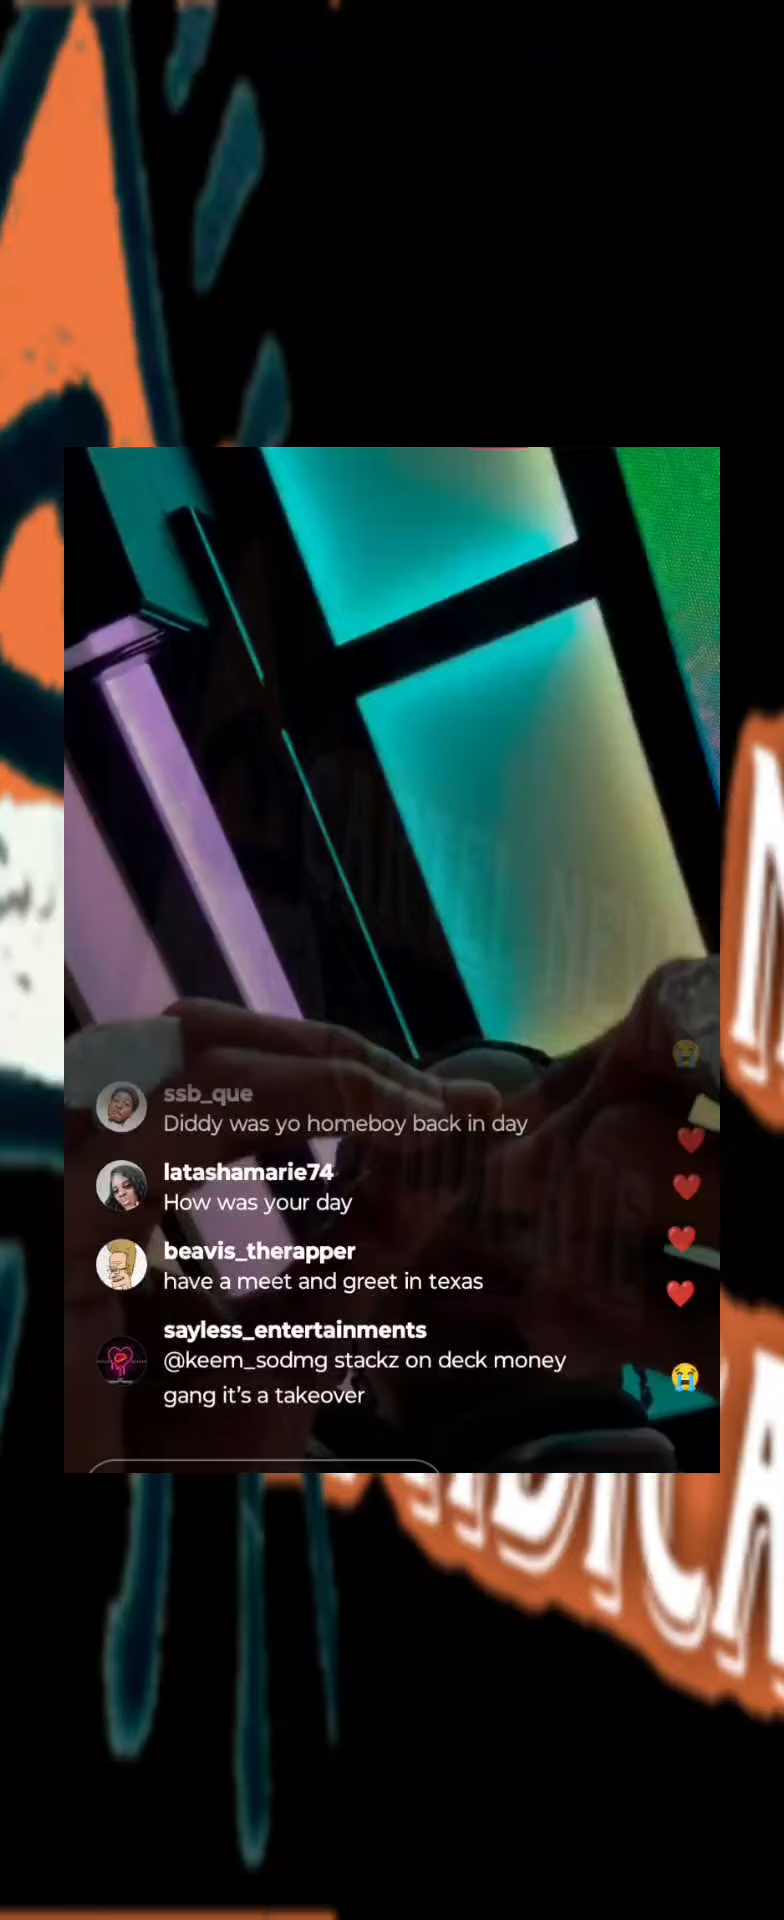 ssb_que
Diddy was yo homeboy back in day
latashamarie74
How was your day
beavis_therapper
have a meet and greet in texas
sayless_entertainments
@keem_sodmg stackz on deck money
gang it’s a takeover